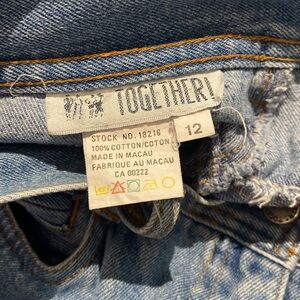 TOGETHER!
12
STOCK NO. 18216
100% COTTON/COTON
MADE IN MACAU
FABRIQUE AU MACAU
CA 00222